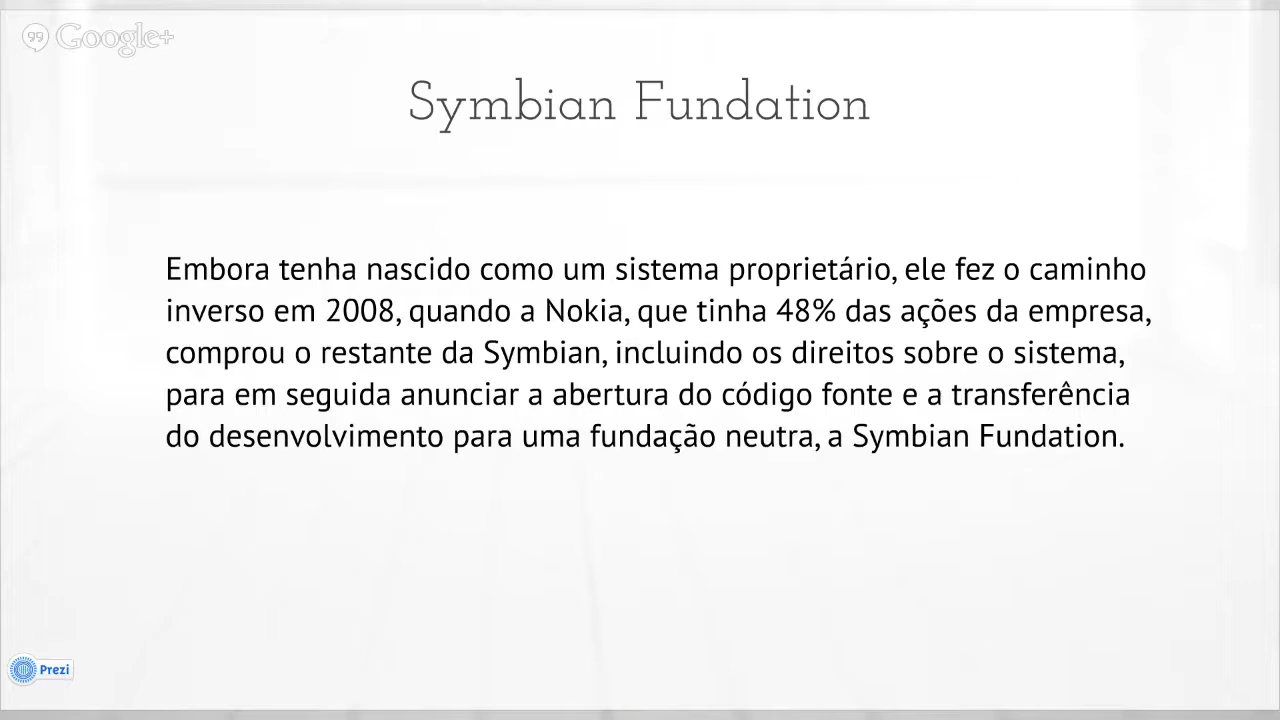 Google+
Symbian Fundation
Embora tenha nascido como um sistema proprietário, ele fez o caminho
inverso em 2008, quando a Nokia, que tinha 48% das ações da empresa,
comprou o restante da Symbian, incluindo os direitos sobre o sistema,
para em seguida anunciar a abertura do código fonte e a transferência
do desenvolvimento para uma fundação neutra, a Symbian Fundation.
Prezi